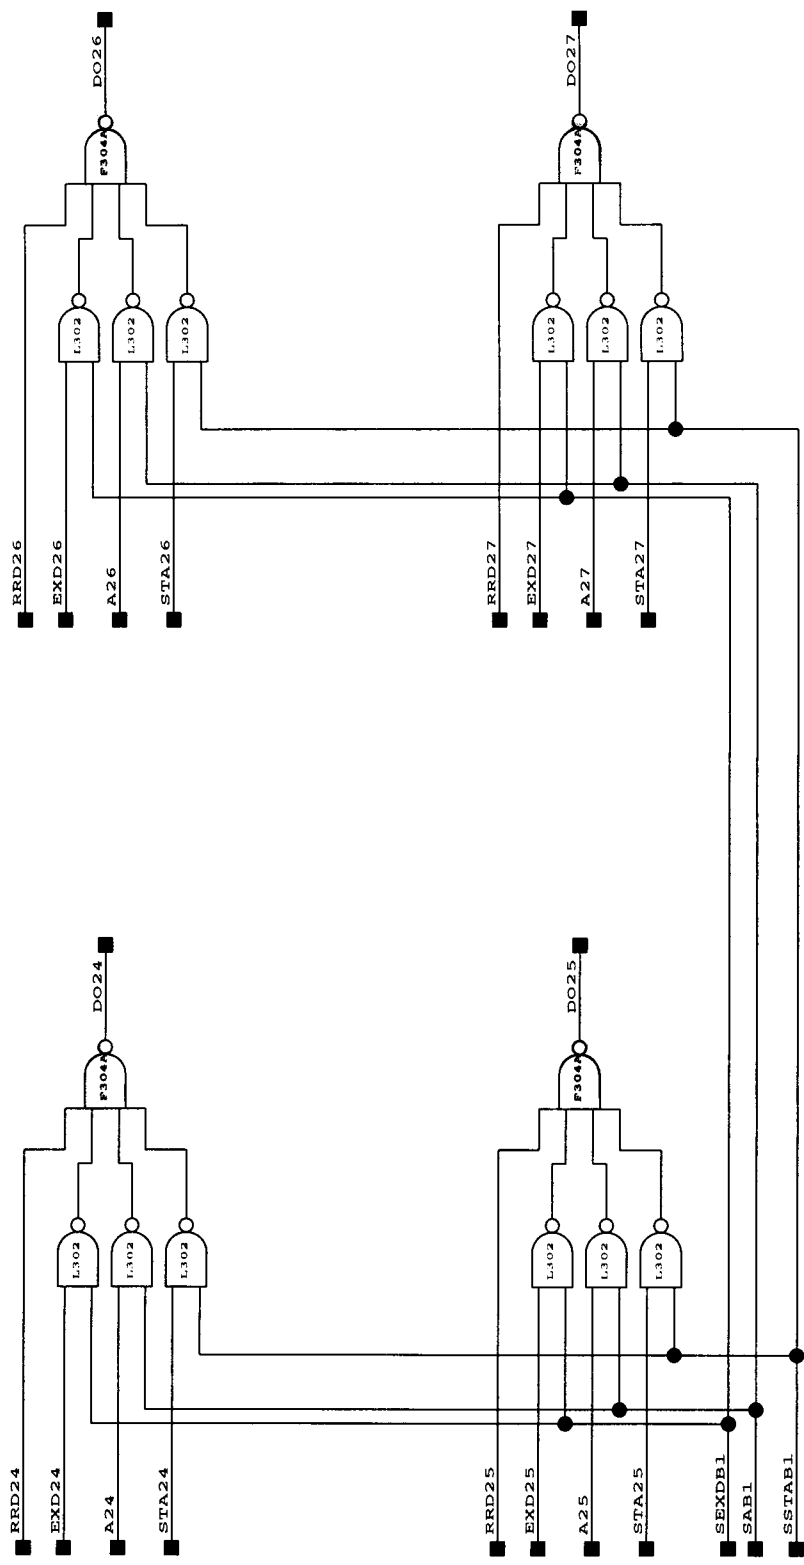 DO26
DO27
F304A
F304A
L302
L302
L302
L302
L302
L302
RRD26
EXD26
A26
STA26
RRD27
EXD27
A27
STA27
DO24
DO25
F304A
F304A
L302
L302
L302
L302
L302
L302
RRD24
EXD24
A24
STA24
RRD25
EXD25
A25
STA25
SEXDB1
SAB1
SSTAB1